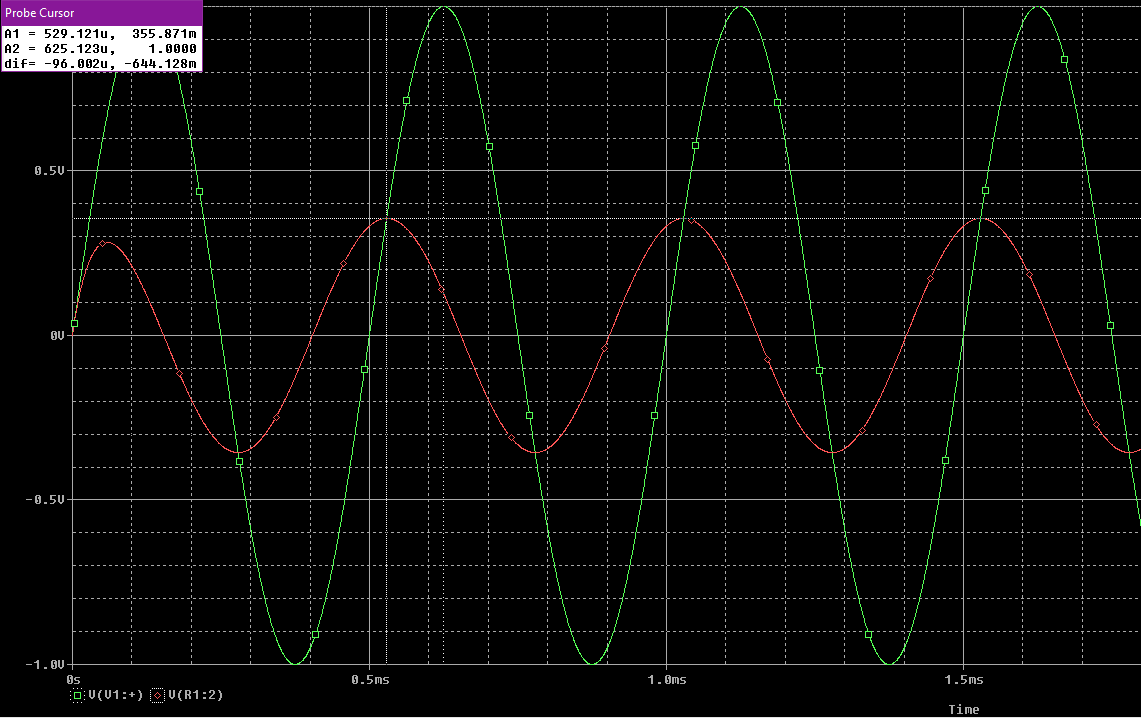 Probe Cursor
A1 = 529.121u, 355.871m
A2 = 625.123u, 1.0000
dif= -96.002u, -644.128m
0.5V
0V
-0.5V
-1.0V
0s 0.5ms 1.0ms 1.5ms
V(V1:+) V(R1:2)
Time